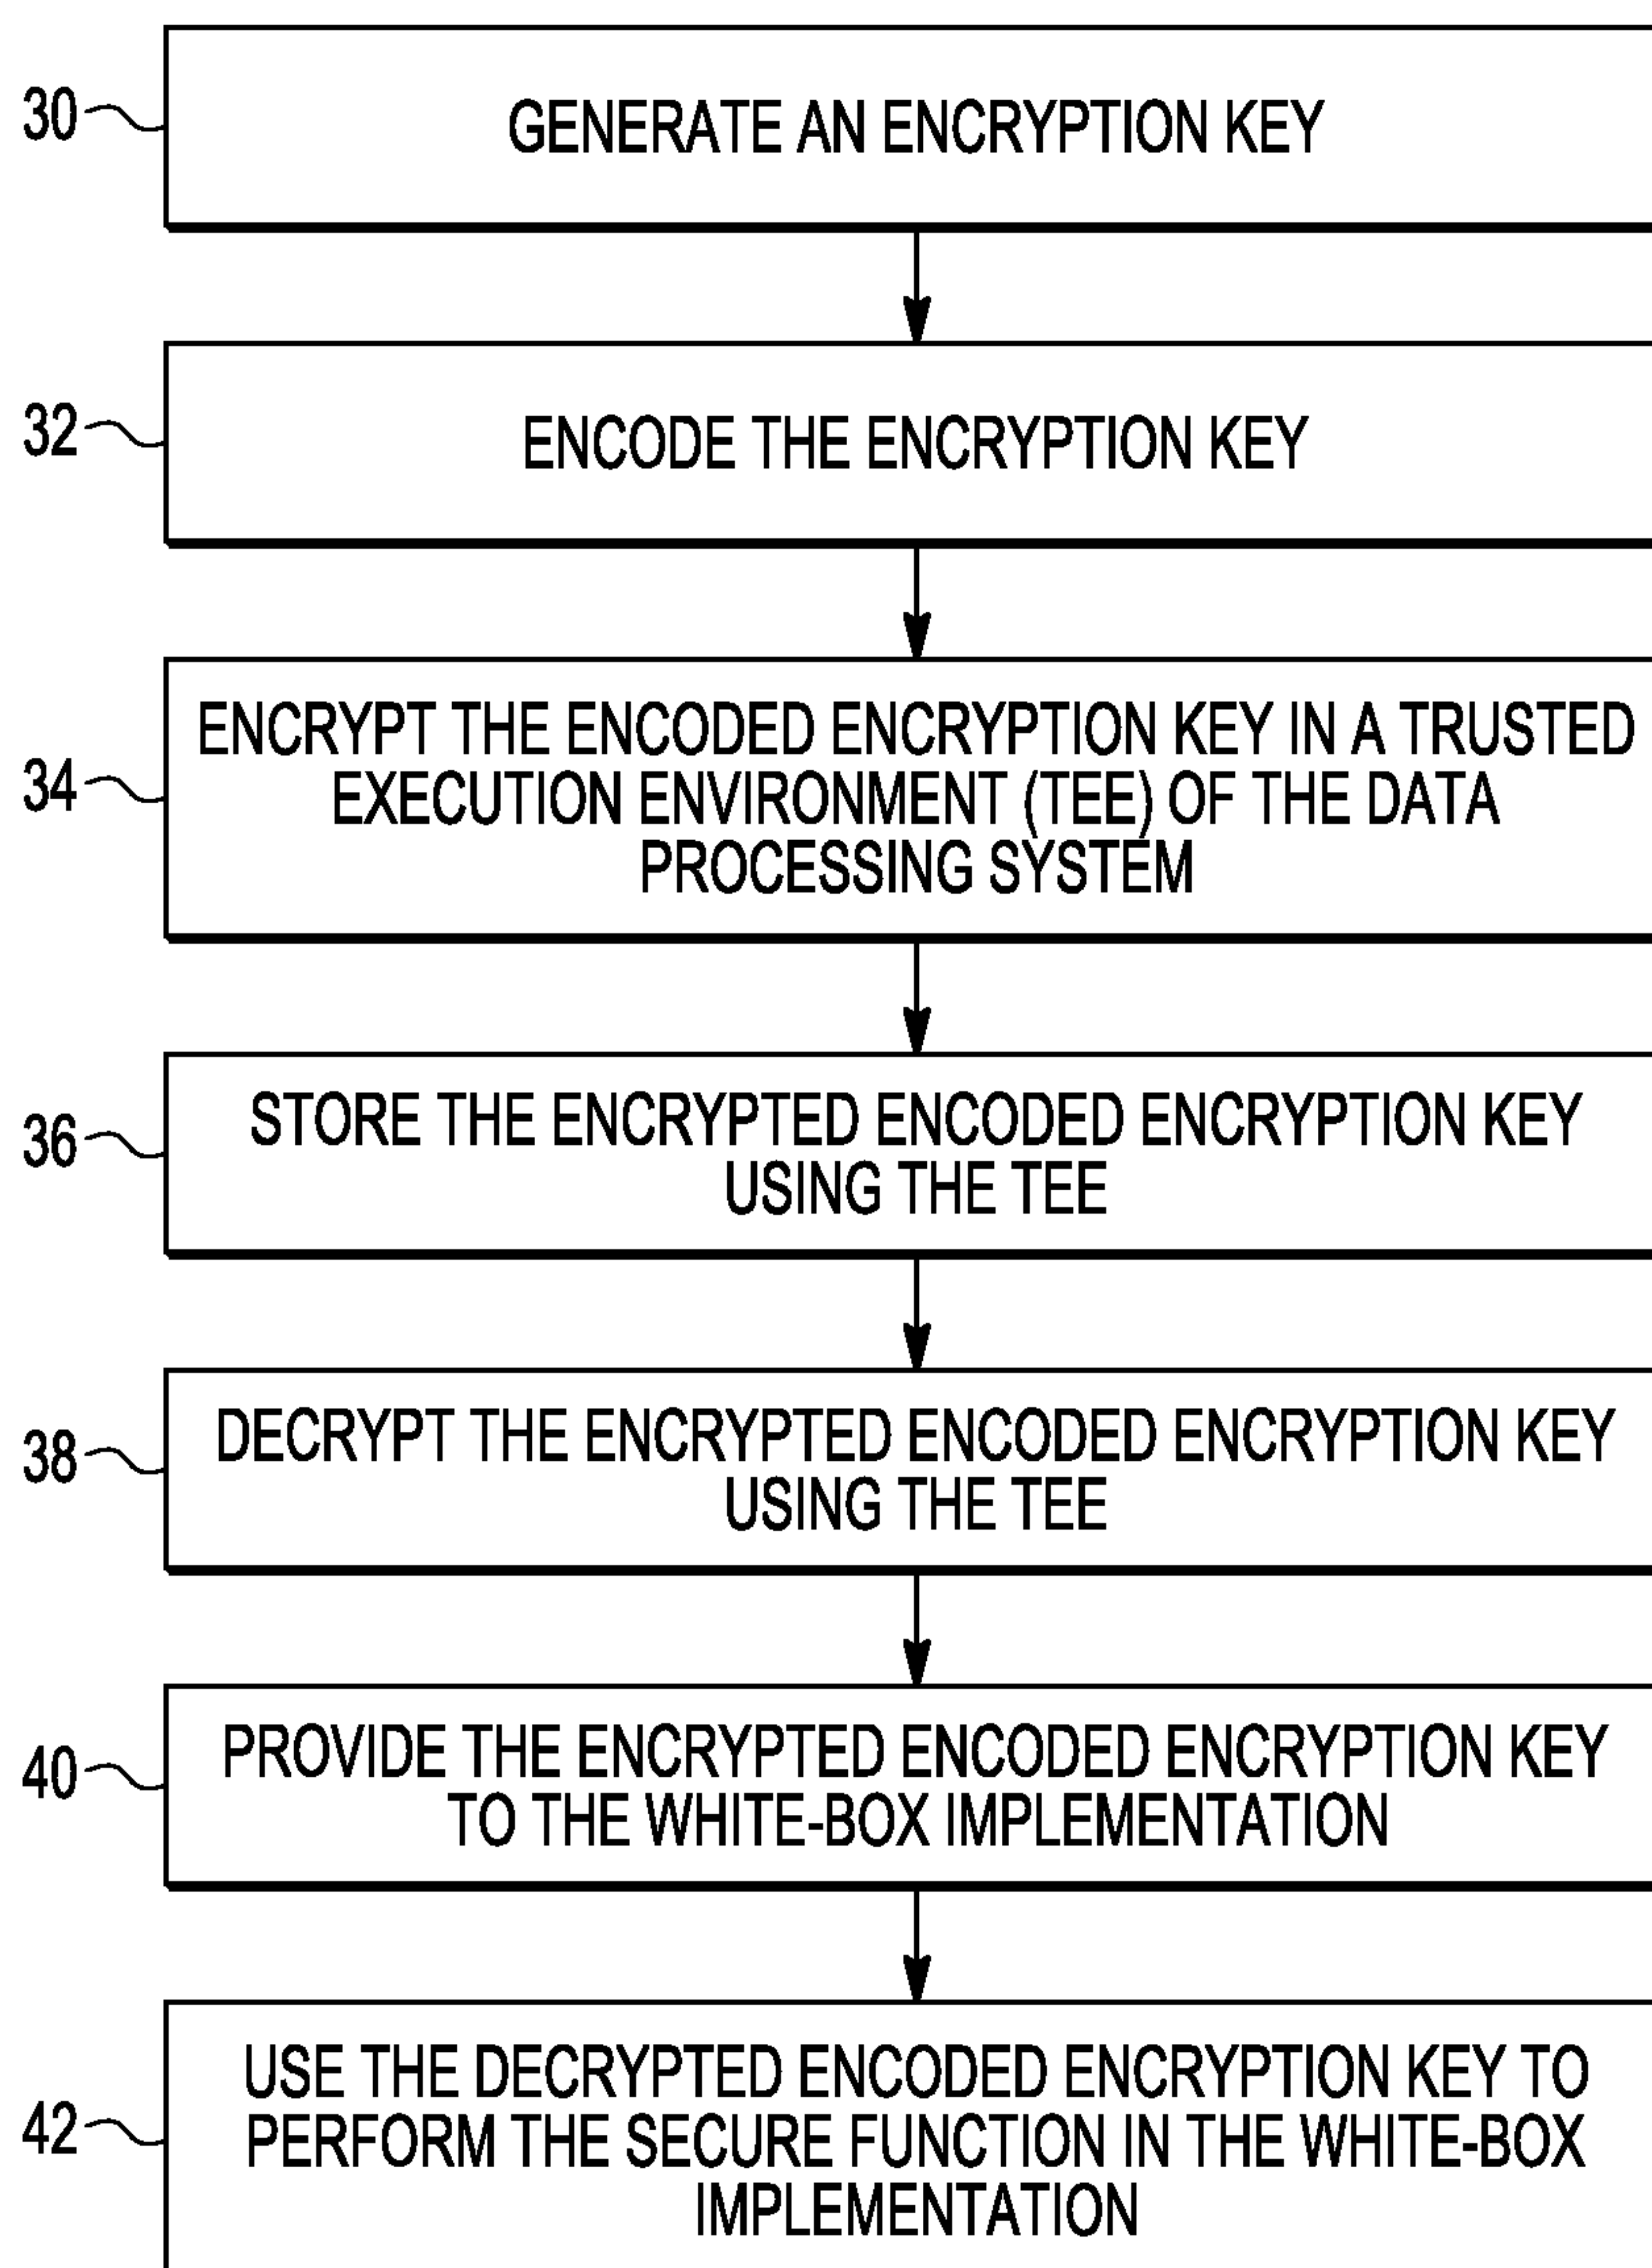 30
GENERATE AN ENCRYPTION KEY
32
ENCODE THE ENCRYPTION KEY
34
ENCRYPT THE ENCODED ENCRYPTION KEY IN A TRUSTED
EXECUTION ENVIRONMENT (TEE) OF THE DATA
PROCESSING SYSTEM
36
STORE THE ENCRYPTED ENCODED ENCRYPTION KEY
USING THE TEE
38
DECRYPT THE ENCRYPTED ENCODED ENCRYPTION KEY
USING THE TEE
40
PROVIDE THE ENCRYPTED ENCODED ENCRYPTION KEY
TO THE WHITE-BOX IMPLEMENTATION
42
USE THE DECRYPTED ENCODED ENCRYPTION KEY TO
PERFORM THE SECURE FUNCTION IN THE WHITE-BOX
IMPLEMENTATION